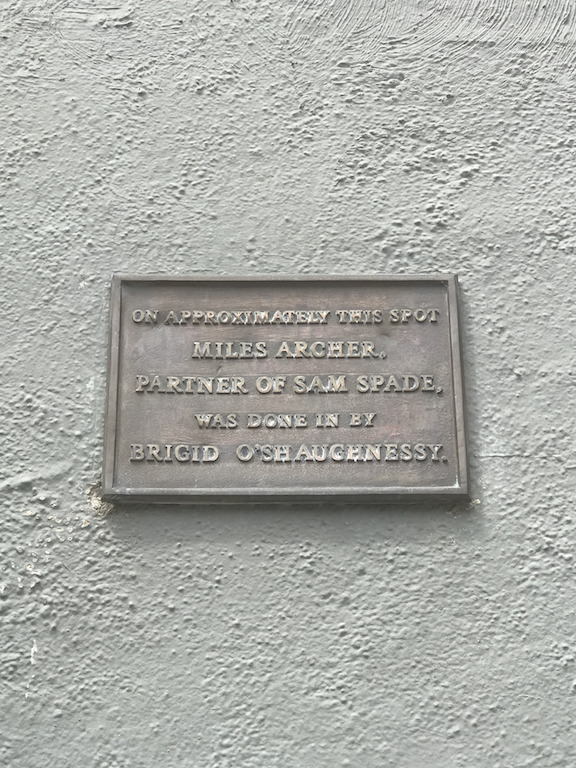 ON APPROXIMATELY THIS SPOT
MILES ARCHER,
PARTNER OF SAM SPADE,
WAS DONE IN BY
BRIGID O'SHAUGHNESSY.